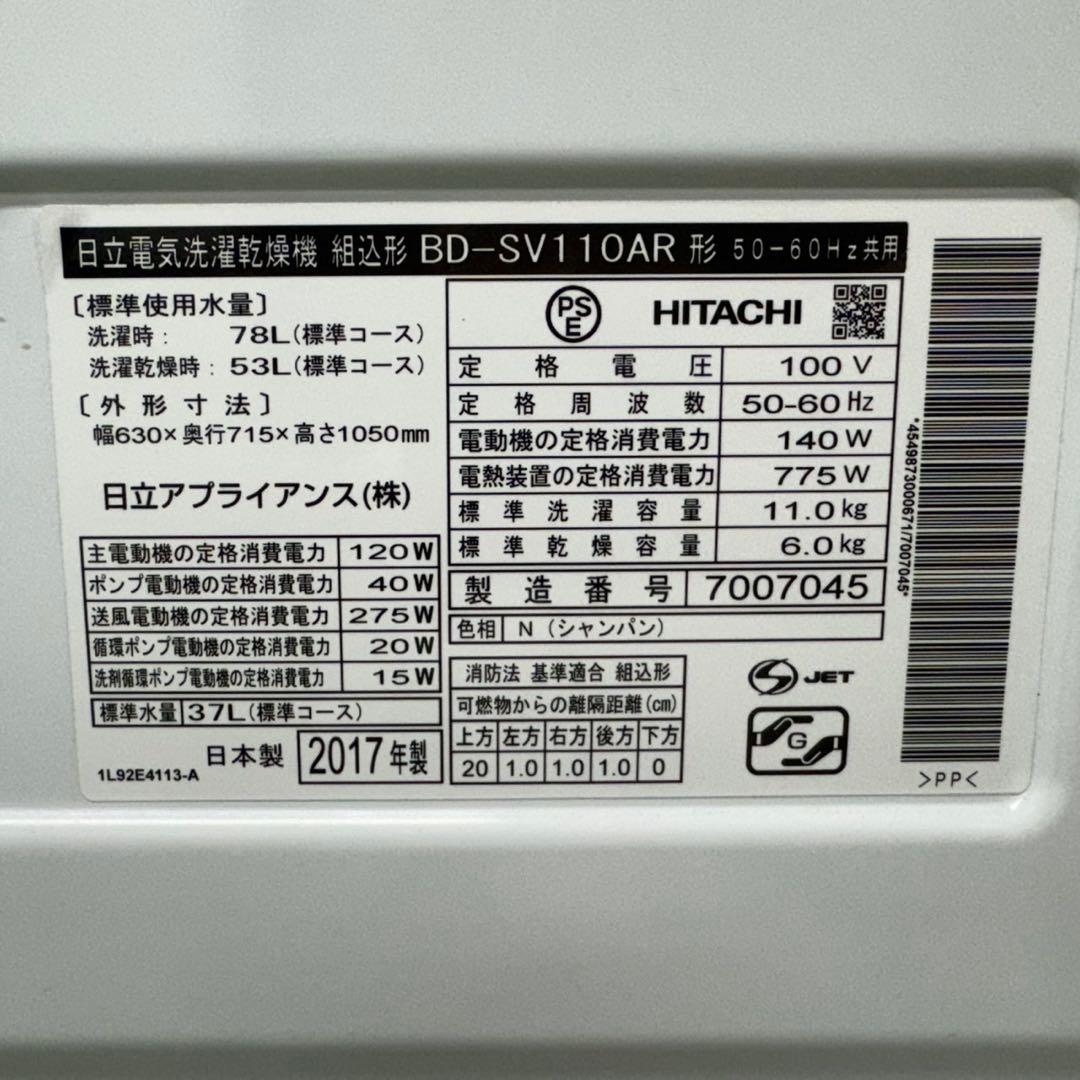 日立電気洗濯乾燥機 組込形 BD-SV110AR 形 50-60Hz共用
〔標準使用水量〕
洗濯時: 78L(標準コース)
洗濯乾燥時: 53L(標準コース)
〔外形寸法〕
幅630×奥行715×高さ1050mm
日立アプライアンス(株)
主電動機の定格消費電力 120W
ポンプ電動機の定格消費電力 40W
送風電動機の定格消費電力 275W
循環ポンプ電動機の定格消費電力 20W
洗剤循環ポンプ電動機の定格消費電力 15W
標準水量 37L(標準コース)
1L92E4113-A 日本製 2017年製
PSE HITACHI
定格電圧 100V
定格周波数 50-60Hz
電動機の定格消費電力 140W
電熱装置の定格消費電力 775W
標準洗濯容量 11.0kg
標準乾燥容量 6.0kg
製造番号 7007045
色相 N(シャンパン)
消防法 基準適合 組込形
可燃物からの離隔距離(cm)
上方 左方 右方 後方 下方
20 1.0 1.0 1.0 0
S JET
G
*4549873000671/7007045*
>PP<